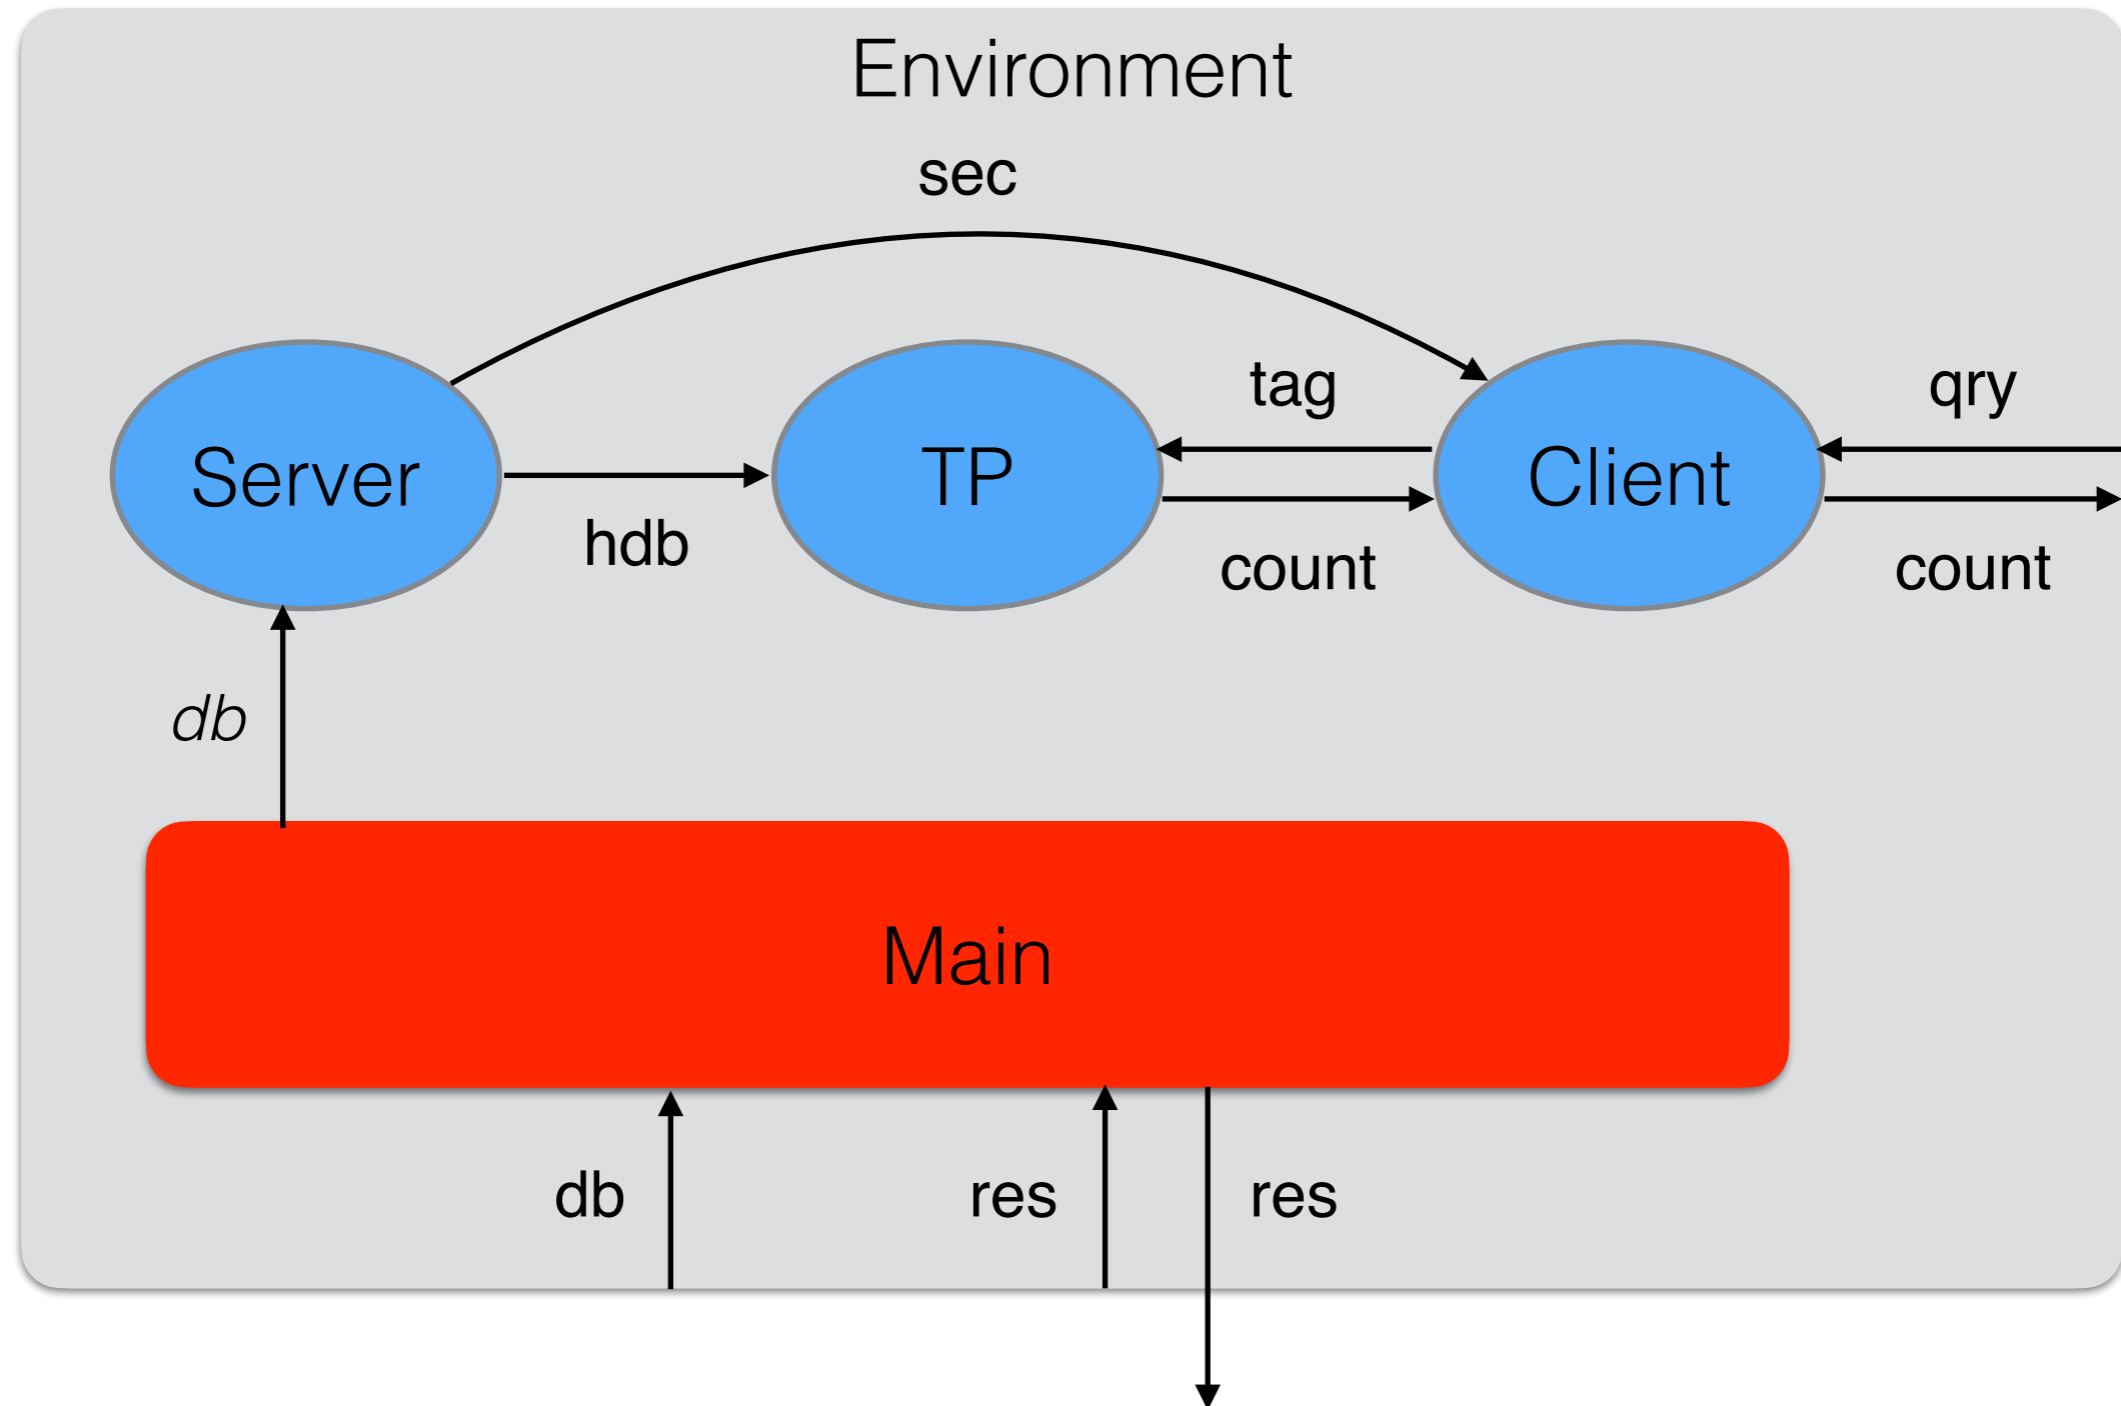 Environment
sec
tag
qry
Server
TP
Client
hdb
count
count
db
Main
db
res
res